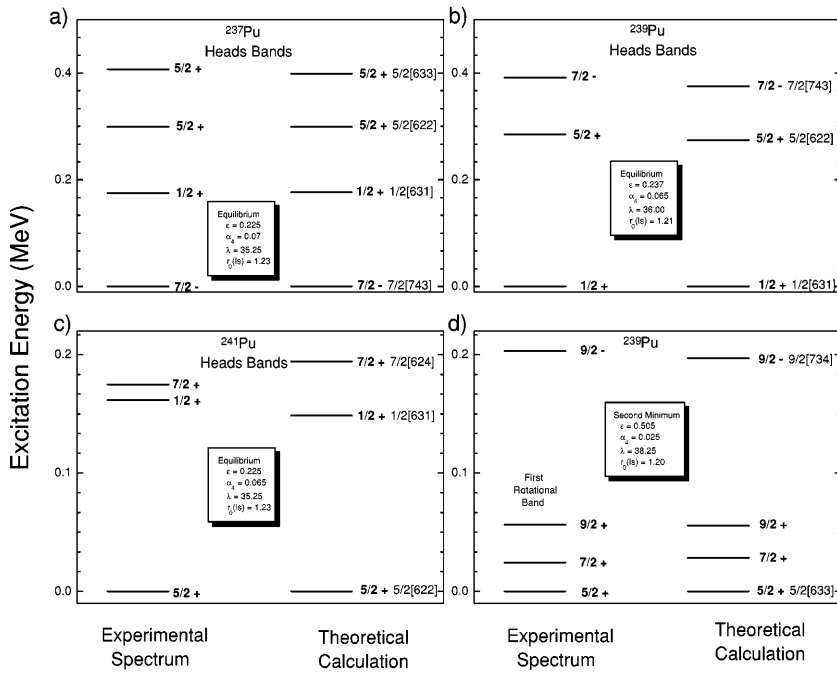 Excitation Energy (MeV)
a)
²³⁷Pu
Heads Bands
0.4
0.2
0.0
5/2 +
5/2 + 5/2[633]
5/2 +
5/2 + 5/2[622]
1/2 +
1/2 + 1/2[631]
7/2 -
7/2 - 7/2[743]
Equilibrium
ε = 0.225
α₄ = 0.07
λ = 35.25
r₀(ls) = 1.23
b)
²³⁹Pu
Heads Bands
0.4
0.2
0.0
7/2 -
7/2 - 7/2[743]
5/2 +
5/2 + 5/2[622]
1/2 +
1/2 + 1/2[631]
Equilibrium
ε = 0.237
α₄ = 0.065
λ = 36.00
r₀(ls) = 1.21
c)
²⁴¹Pu
Heads Bands
0.2
0.1
0.0
7/2 + 7/2[624]
7/2 +
1/2 +
1/2 + 1/2[631]
5/2 +
5/2 + 5/2[622]
Equilibrium
ε = 0.225
α₄ = 0.065
λ = 35.25
r₀(ls) = 1.23
d)
²³⁹Pu
0.2
0.1
0.0
9/2 -
9/2 - 9/2[734]
Second Minimum
ε = 0.505
α₄ = 0.025
λ = 38.25
r₀(ls) = 1.20
First
Rotational
Band
9/2 +
9/2 +
7/2 +
7/2 +
5/2 +
5/2 + 5/2[633]
Experimental
Spectrum
Theoretical
Calculation
Experimental
Spectrum
Theoretical
Calculation